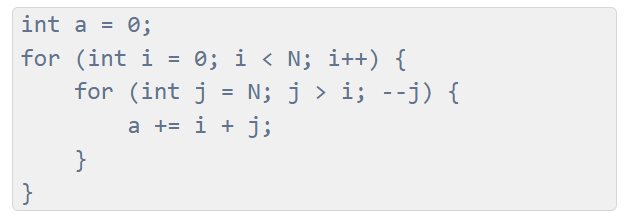 int a = 0;
for (int i = 0; i < N; i++) {
    for (int j = N; j > i; --j) {
        a += i + j;
    }
}